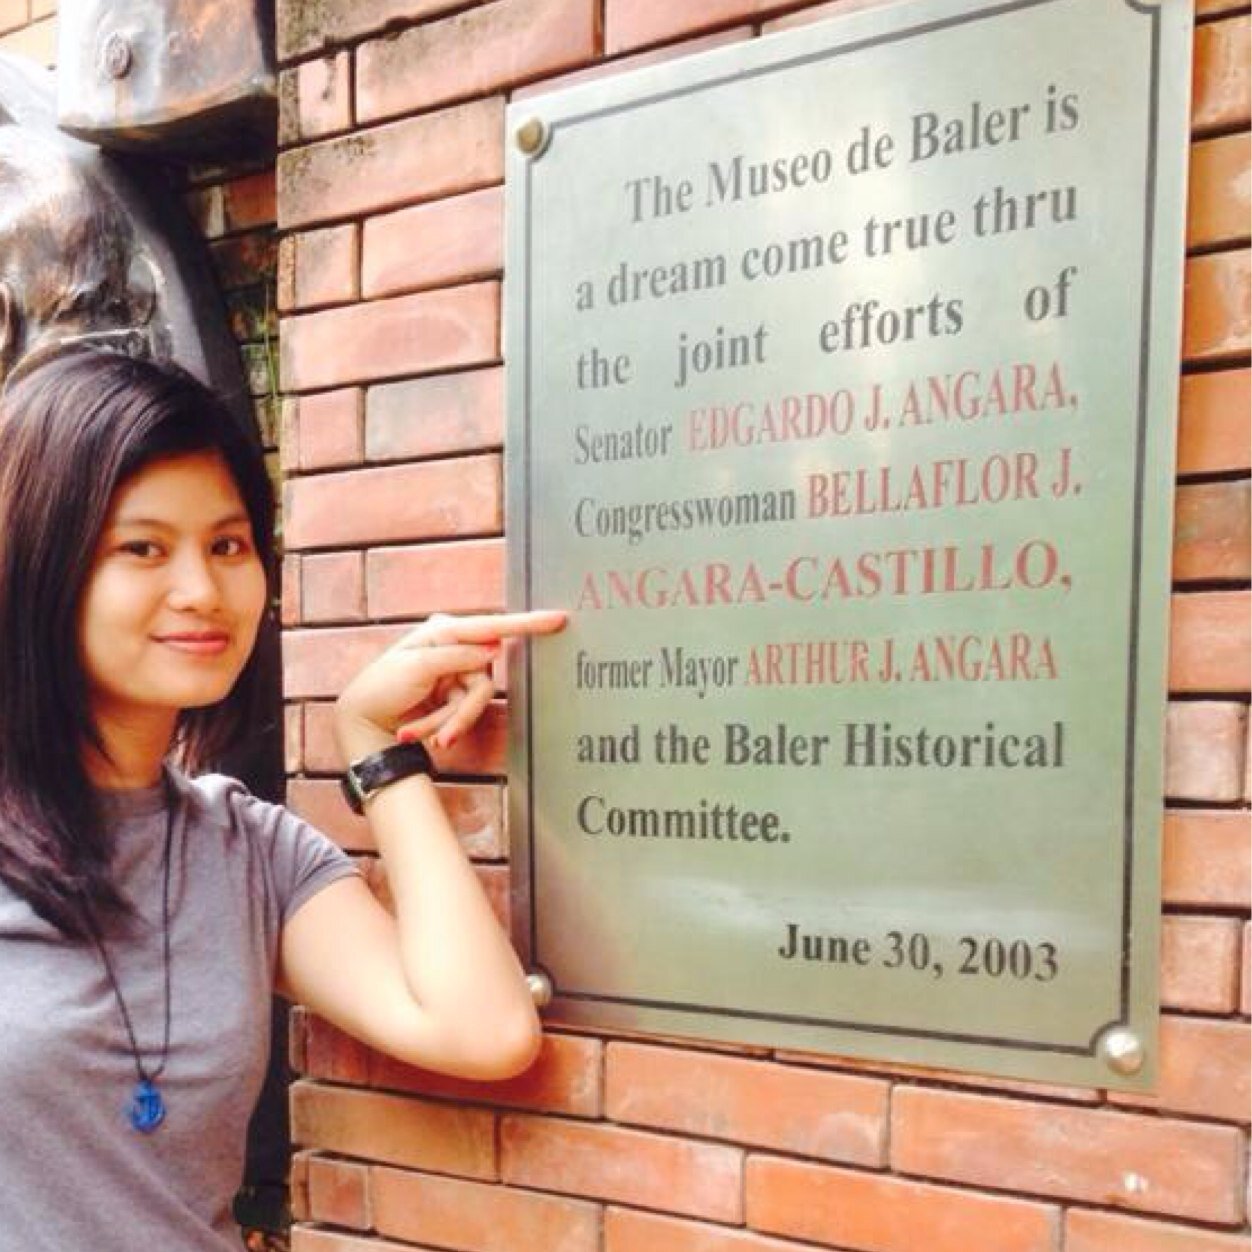 The Museo de Baler is
a dream come true thru
the joint efforts of
Senator EDGARDO J. ANGARA,
Congresswoman BELLAFLOR J.
ANGARA-CASTILLO,
former Mayor ARTHUR J. ANGARA
and the Baler Historical
Committee.
June 30, 2003